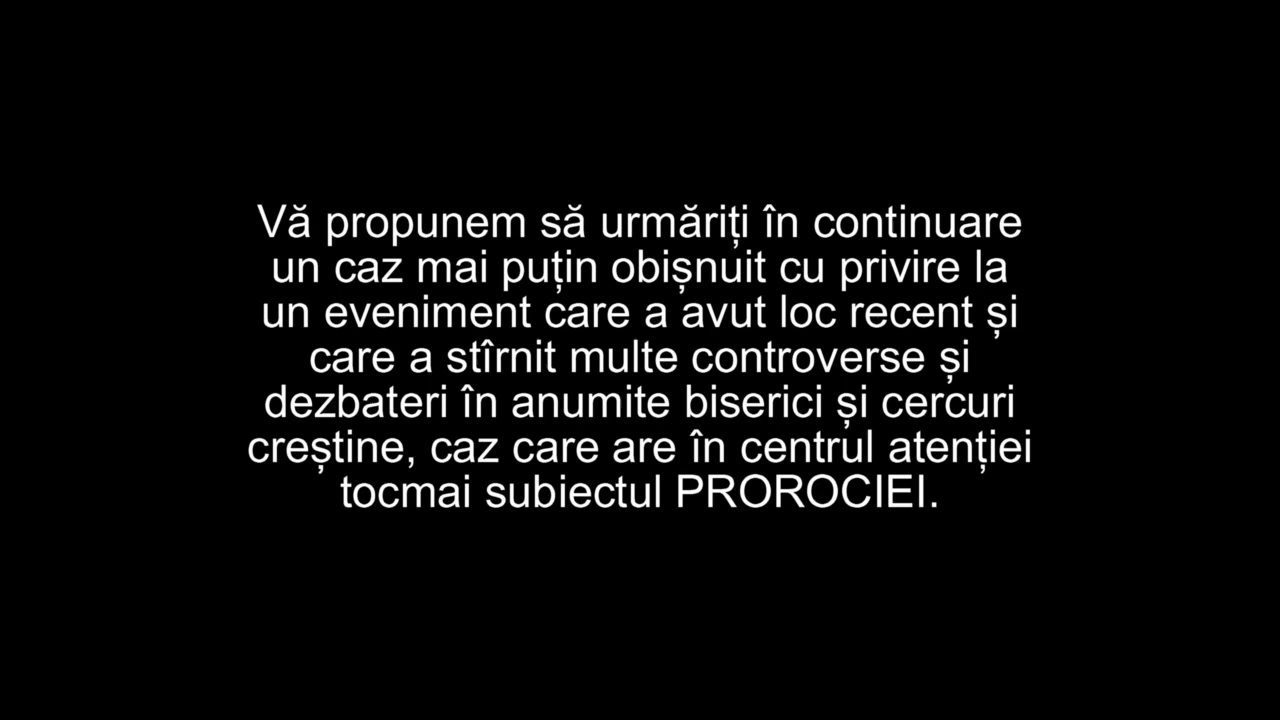 Vă propunem să urmăriți în continuare
un caz mai puțin obișnuit cu privire la
un eveniment care a avut loc recent și
care a stîrnit multe controverse și
dezbateri în anumite biserici și cercuri
creștine, caz care are în centrul atenției
tocmai subiectul PROROCIEI.